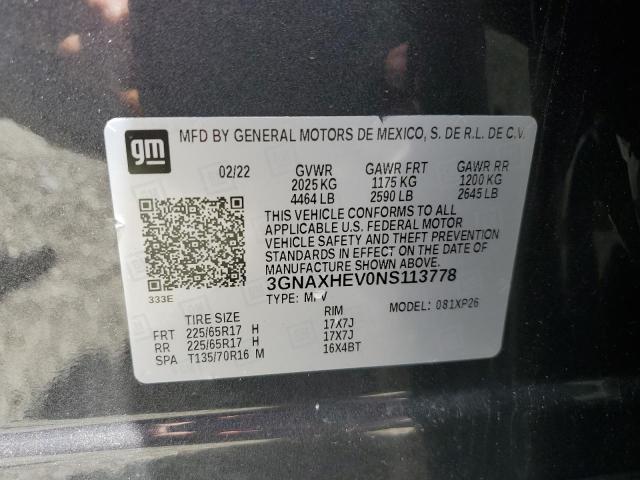 gm MFD BY GENERAL MOTORS DE MEXICO, S. DE R.L. DE C.V.
02/22 GVWR GAWR FRT GAWR RR
2025 KG 1175 KG 1200 KG
4464 LB 2590 LB 2645 LB
THIS VEHICLE CONFORMS TO ALL
APPLICABLE U.S. FEDERAL MOTOR
VEHICLE SAFETY AND THEFT PREVENTION
STANDARDS IN EFFECT ON THE DATE OF
MANUFACTURE SHOWN ABOVE.
333E
3GNAXHEV0NS113778
TYPE: MODEL: 081XP26
TIRE SIZE RIM
FRT 225/65R17 H 17X7J
RR 225/65R17 H 17X7J
SPA T135/70R16 M 16X4BT